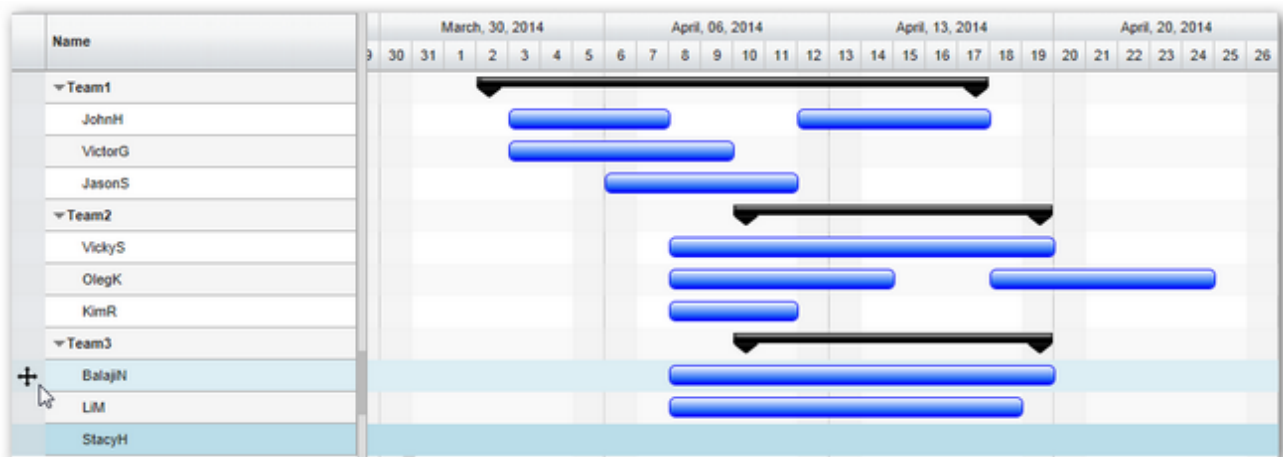 Name
March, 30, 2014 April, 06, 2014 April, 13, 2014 April, 20, 2014
9 30 31 1 2 3 4 5 6 7 8 9 10 11 12 13 14 15 16 17 18 19 20 21 22 23 24 25 26
Team1
JohnH
VictorG
JasonS
Team2
VickyS
OlegK
KimR
Team3
BalajiN
LiM
StacyH